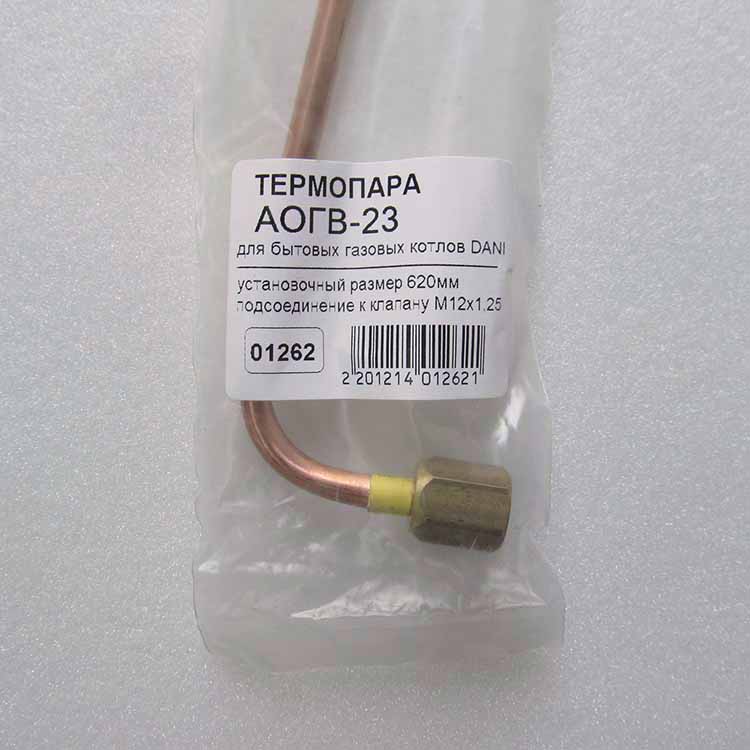 ТЕРМОПАРА
АОГВ-23
для бытовых газовых котлов DANI
установочный размер 620мм
подсоединение к клапану М12х1.25
01262
2 201214 012621